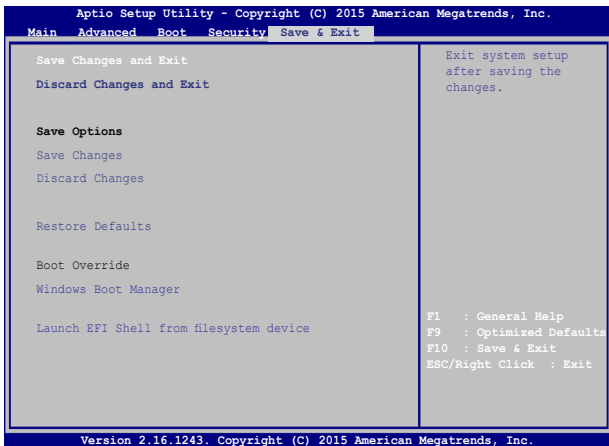 Aptio Setup Utility - Copyright (C) 2015 American Megatrends, Inc.
Main Advanced Boot Security Save & Exit
Save Changes and Exit
Discard Changes and Exit
Save Options
Save Changes
Discard Changes
Restore Defaults
Boot Override
Windows Boot Manager
Launch EFI Shell from filesystem device
Exit system setup
after saving the
changes.
F1 : General Help
F9 : Optimized Defaults
F10 : Save & Exit
ESC/Right Click : Exit
Version 2.16.1243. Copyright (C) 2015 American Megatrends, Inc.